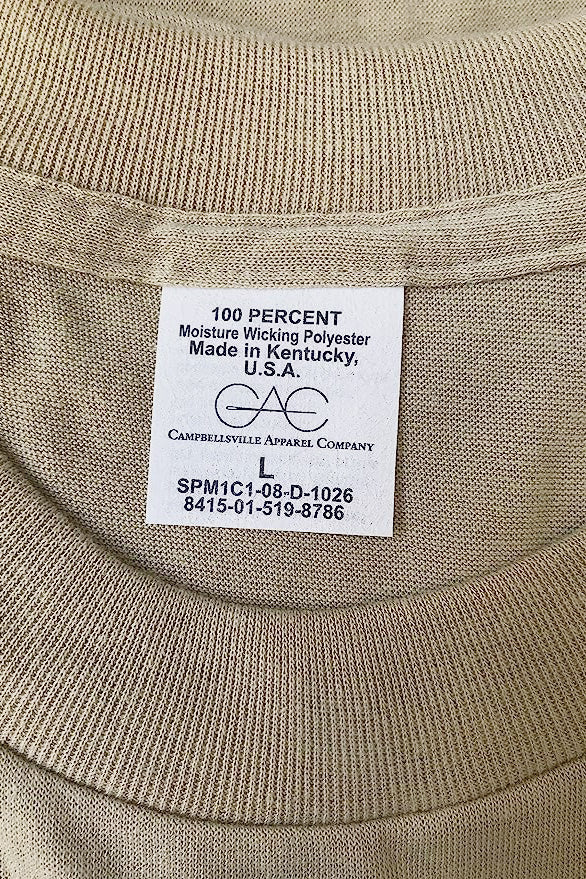 100 PERCENT
Moisture Wicking Polyester
Made in Kentucky,
U.S.A.
CAC
CAMPBELLSVILLE APPAREL COMPANY
L
SPM1C1-08-D-1026
8415-01-519-8786